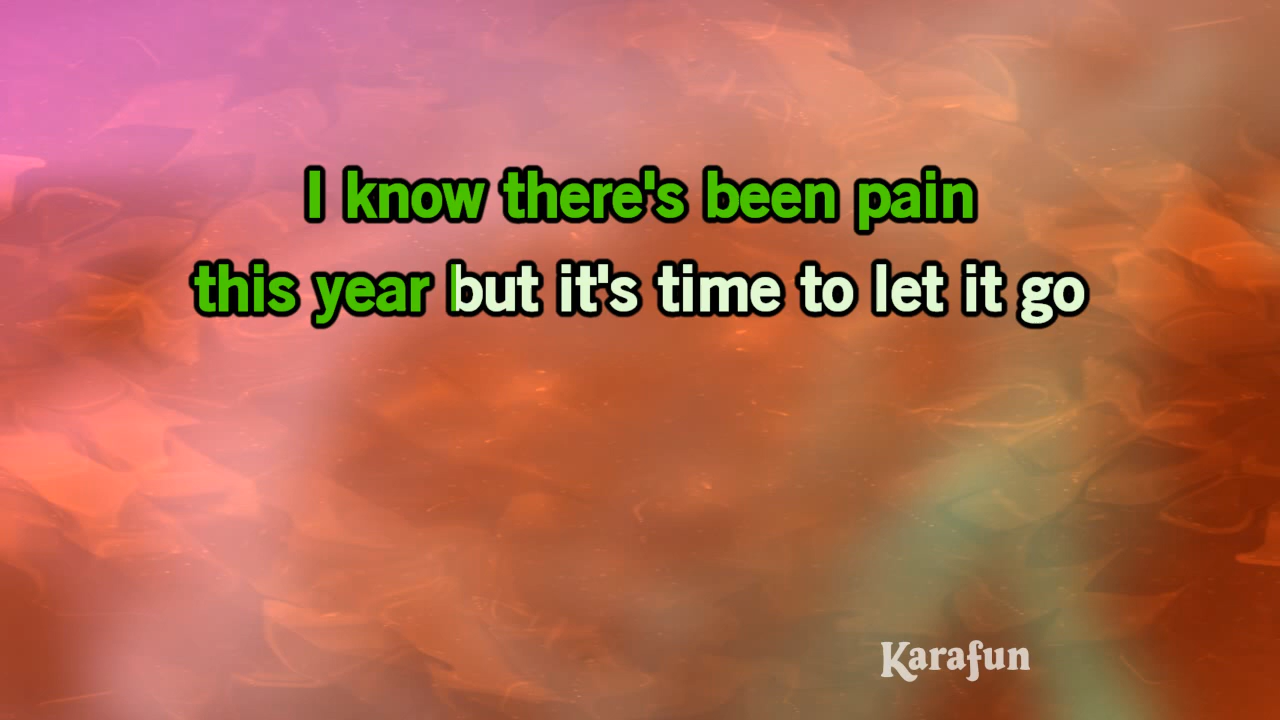 I know there's been pain
this year but it's time to let it go
Karafun